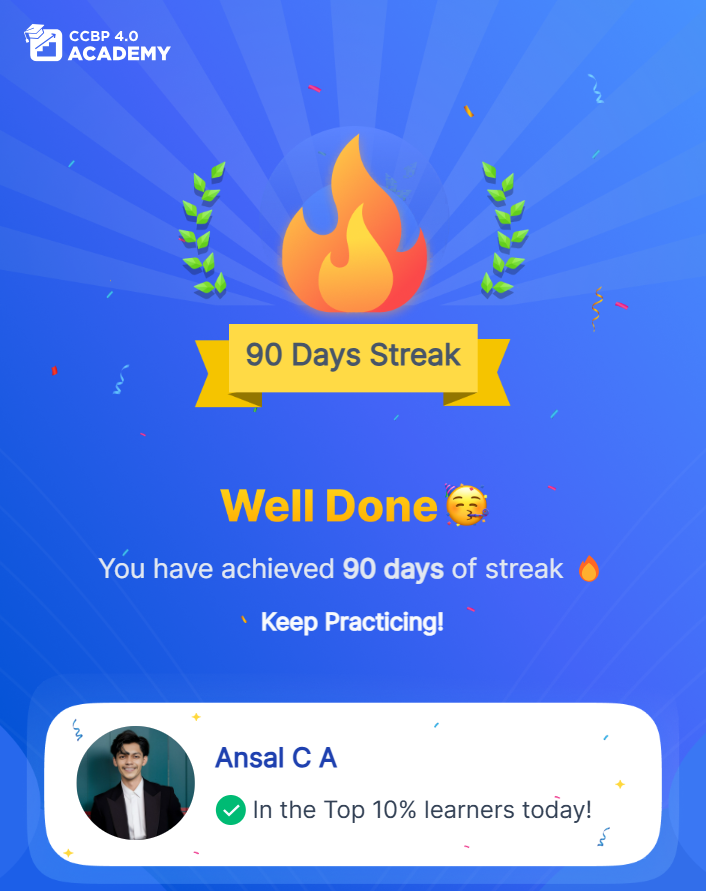 CCBP 4.0
ACADEMY
90 Days Streak
Well Done🥳
You have achieved 90 days of streak 🔥
Keep Practicing!
Ansal C A
In the Top 10% learners today!